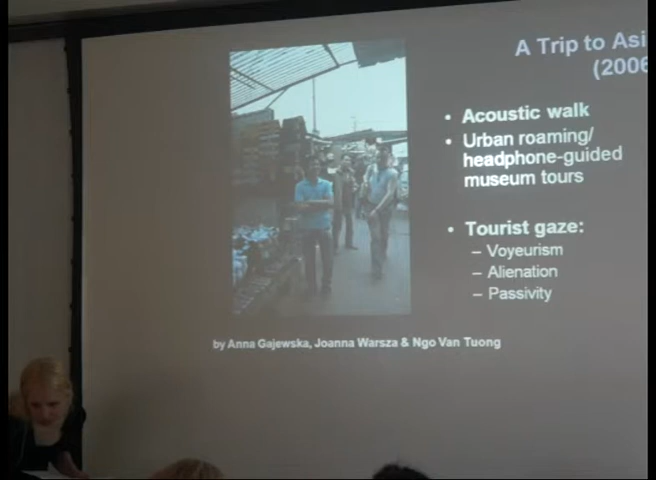 A Trip to Asi
(2006
• Acoustic walk
• Urban roaming/
headphone-guided
museum tours
• Tourist gaze:
– Voyeurism
– Alienation
– Passivity
by Anna Gajewska, Joanna Warsza & Ngo Van Tuong